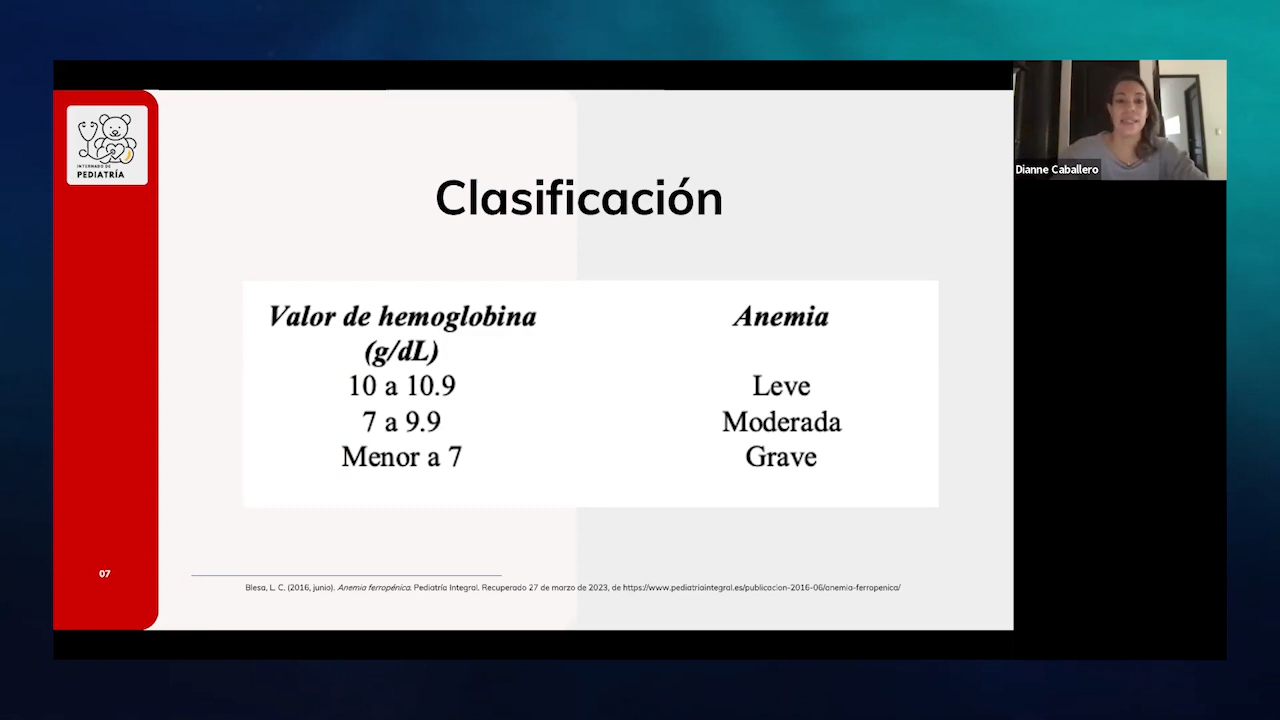 INTERNADO DE
PEDIATRÍA
Clasificación
Valor de hemoglobina Anemia
(g/dL)
10 a 10.9 Leve
7 a 9.9 Moderada
Menor a 7 Grave
07
Blesa, L. C. (2016, junio). Anemia ferropénica. Pediatría Integral. Recuperado 27 de marzo de 2023, de https://www.pediatriaintegral.es/publicacion-2016-06/anemia-ferropenica/
Dianne Caballero